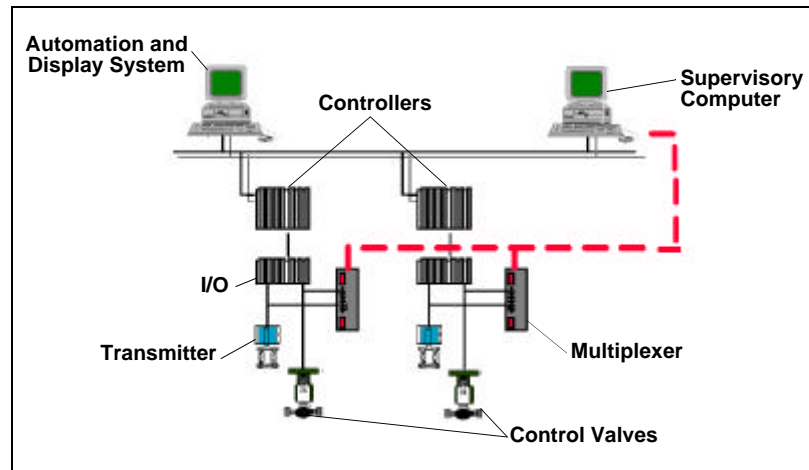 Automation and
Display System
Controllers
Supervisory
Computer
I/O
Transmitter
Multiplexer
Control Valves